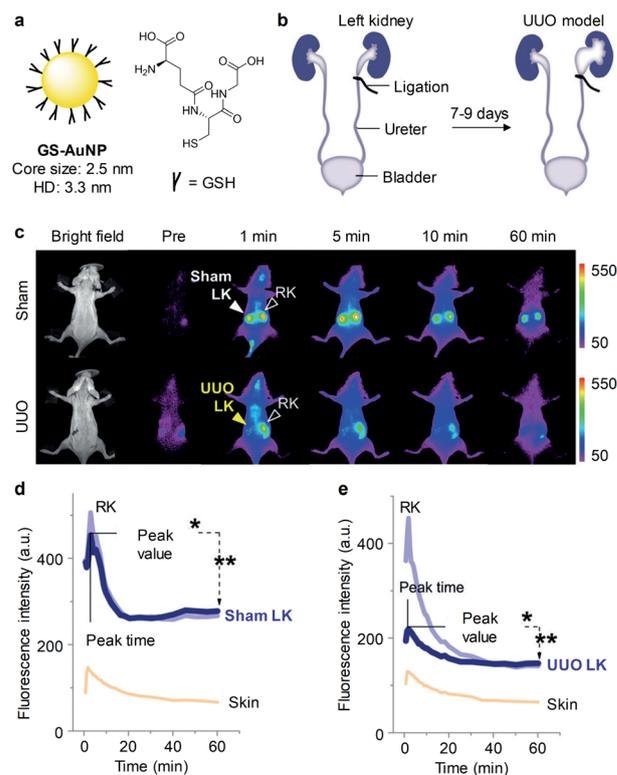 a
HO
O
O
OH
H₂N
O
HN
HN
O
O
HS
GS-AuNP
Core size: 2.5 nm
HD: 3.3 nm
= GSH
b
Left kidney
UUO model
Ligation
7-9 days
Ureter
Bladder
c
Bright field Pre 1 min 5 min 10 min 60 min
Sham
Sham
LK
RK
550
50
UUO
UUO
LK
RK
550
50
d
Fluorescence intensity (a.u.)
400
200
0
RK
Peak
value
*
**
Sham LK
Peak time
Skin
0 20 40 60
Time (min)
e
Fluorescence intensity (a.u.)
400
200
0
RK
Peak time
Peak
value
*
**
UUO LK
Skin
0 20 40 60
Time (min)